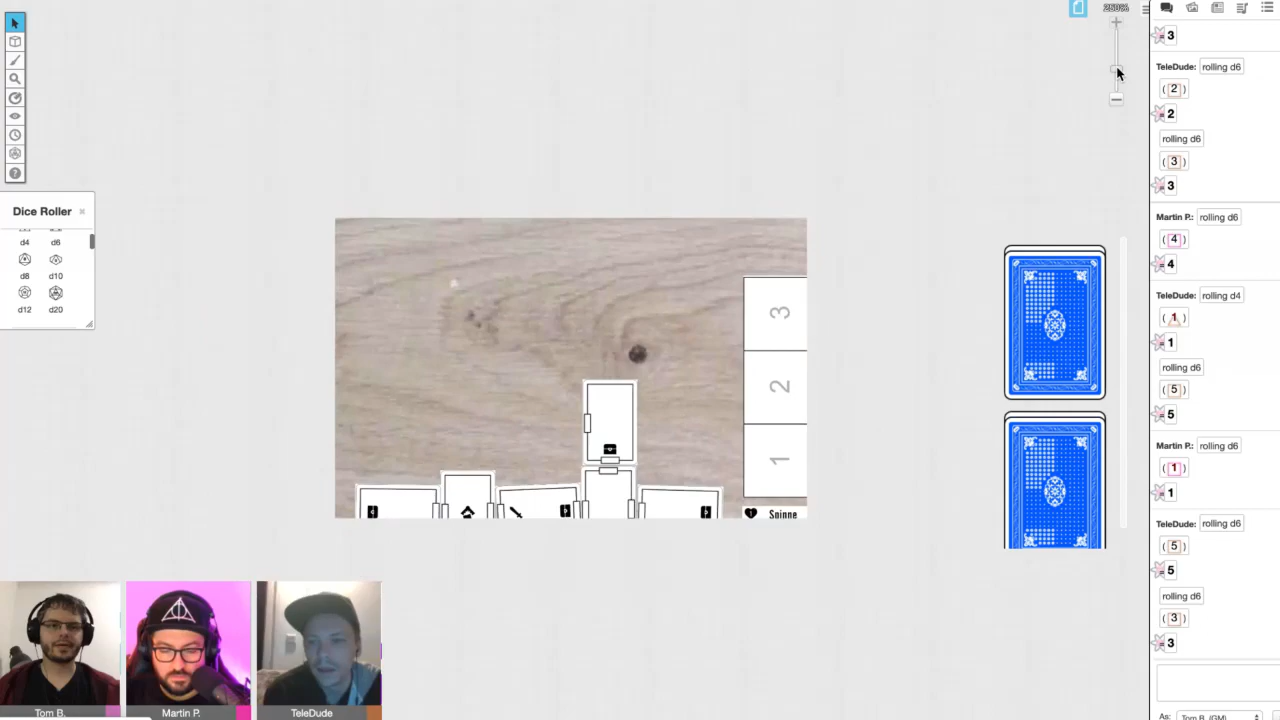 250%
3
TeleDude: rolling d6
(2)
=2
rolling d6
(3)
=3
Martin P.: rolling d6
(4)
=4
TeleDude: rolling d4
(1)
=1
rolling d6
(5)
=5
Martin P.: rolling d6
(1)
=1
TeleDude: rolling d6
(5)
=5
rolling d6
(3)
=3
As: Tom B. (GM)
Dice Roller
d4 d6
d8 d10
d12 d20
3
2
1
1 Spinne
Tom B.
Martin P.
TeleDude